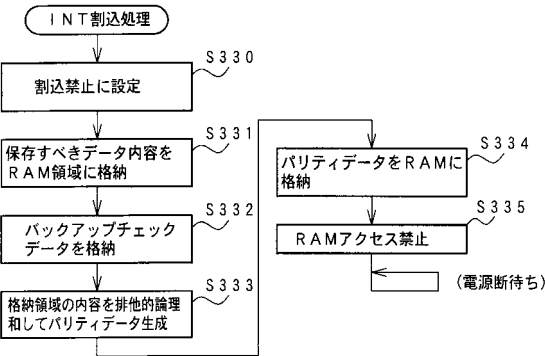 ＩＮＴ割込処理
Ｓ３３０
割込禁止に設定
Ｓ３３１
保存すべきデータ内容を
ＲＡＭ領域に格納
Ｓ３３２
バックアップチェック
データを格納
Ｓ３３３
格納領域の内容を排他的論理
和してパリティデータ生成
Ｓ３３４
パリティデータをＲＡＭに
格納
Ｓ３３５
ＲＡＭアクセス禁止
（電源断待ち）